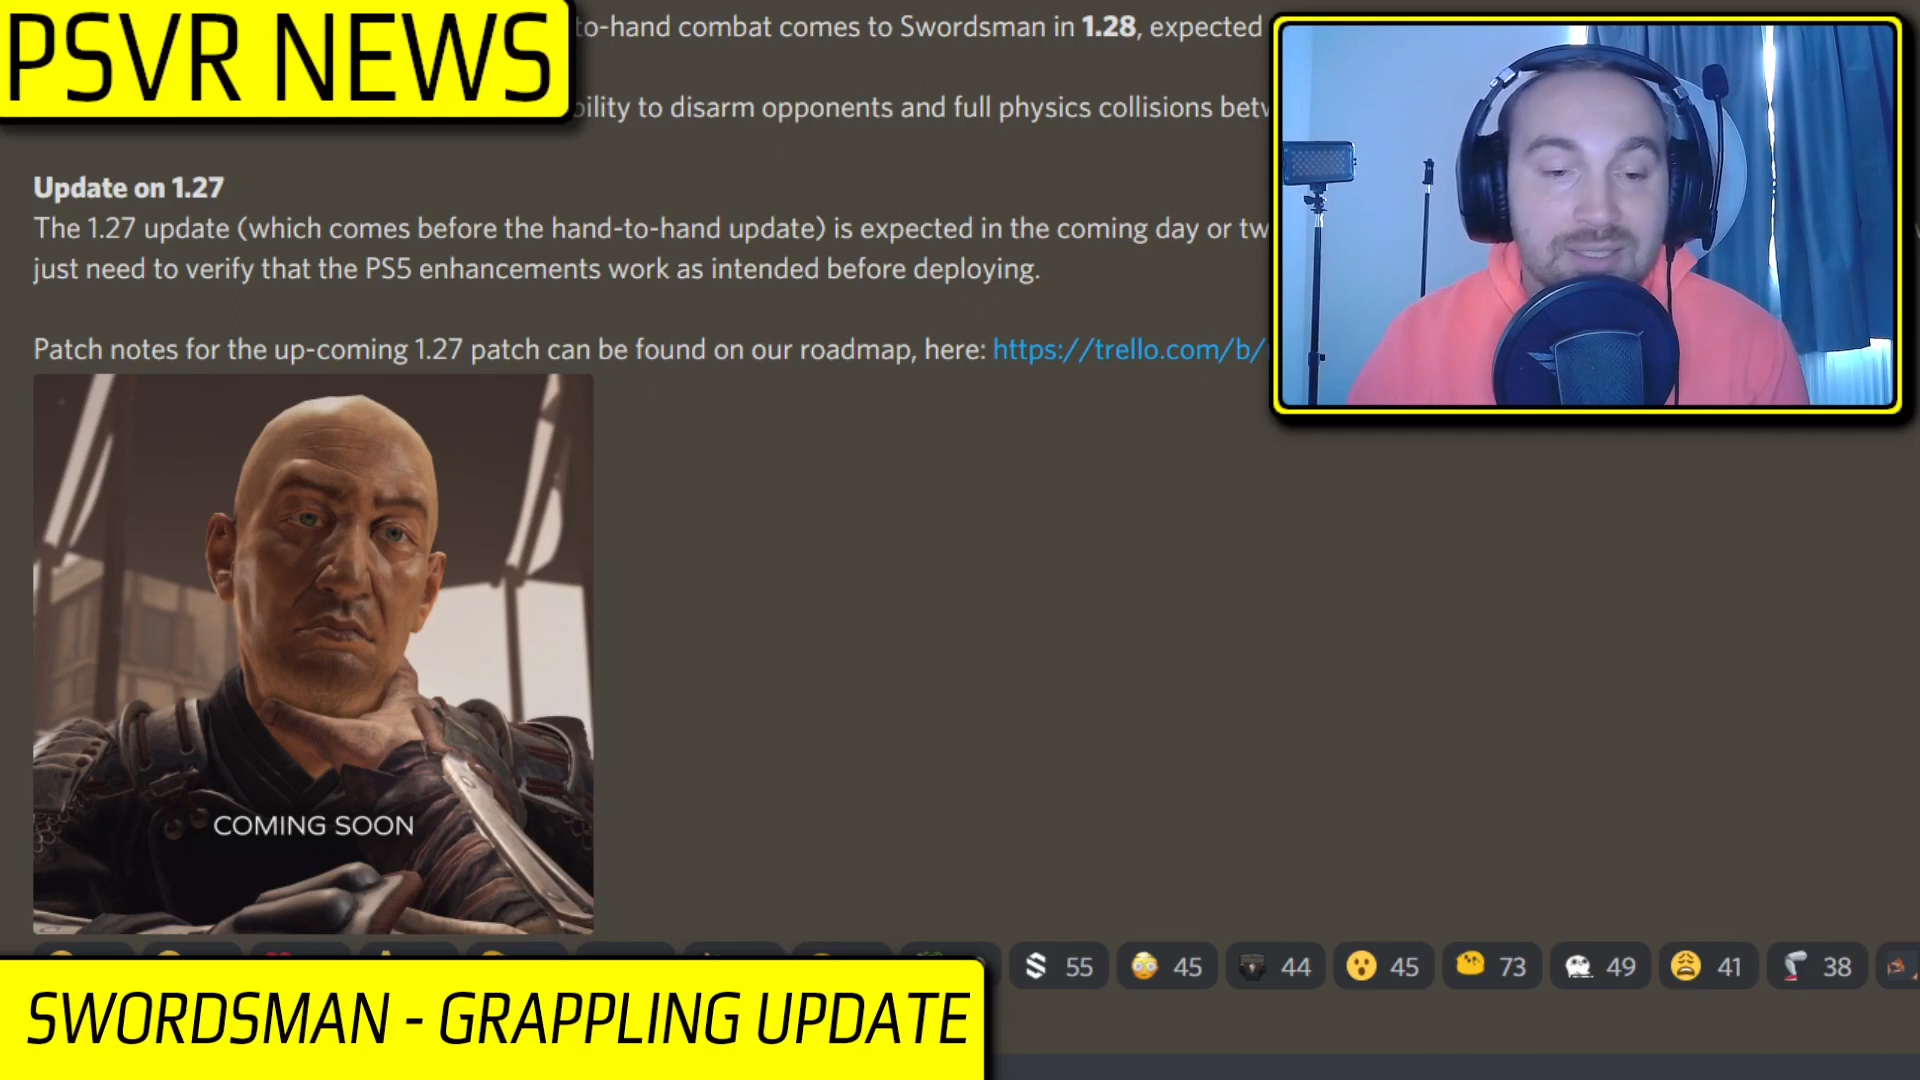 PSVR NEWS
to-hand combat comes to Swordsman in 1.28, expected
bility to disarm opponents and full physics collisions betw
Update on 1.27
The 1.27 update (which comes before the hand-to-hand update) is expected in the coming day or tw
just need to verify that the PS5 enhancements work as intended before deploying.
Patch notes for the up-coming 1.27 patch can be found on our roadmap, here: https://trello.com/b/
COMING SOON
55 45 44 45 73 49 41 38
SWORDSMAN - GRAPPLING UPDATE